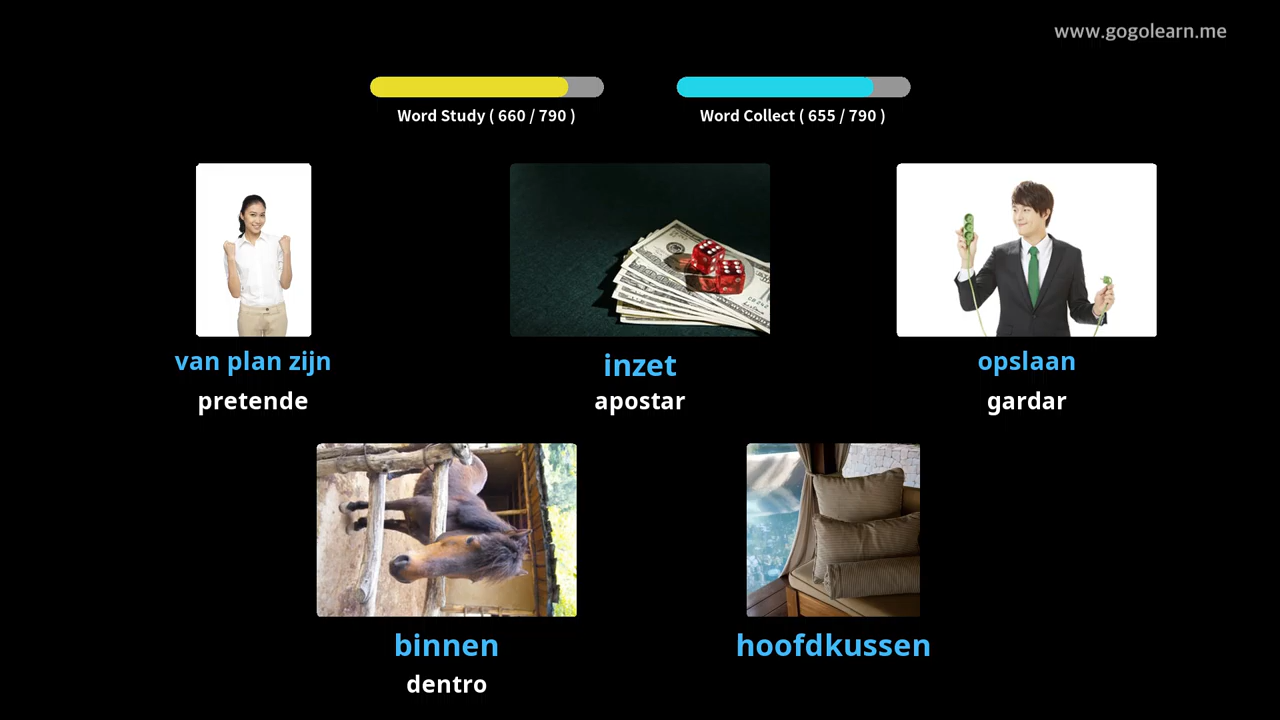 www.gogolearn.me
Word Study ( 660 / 790 )
Word Collect ( 655 / 790 )
van plan zijn
pretende
inzet
apostar
opslaan
gardar
binnen
dentro
hoofdkussen